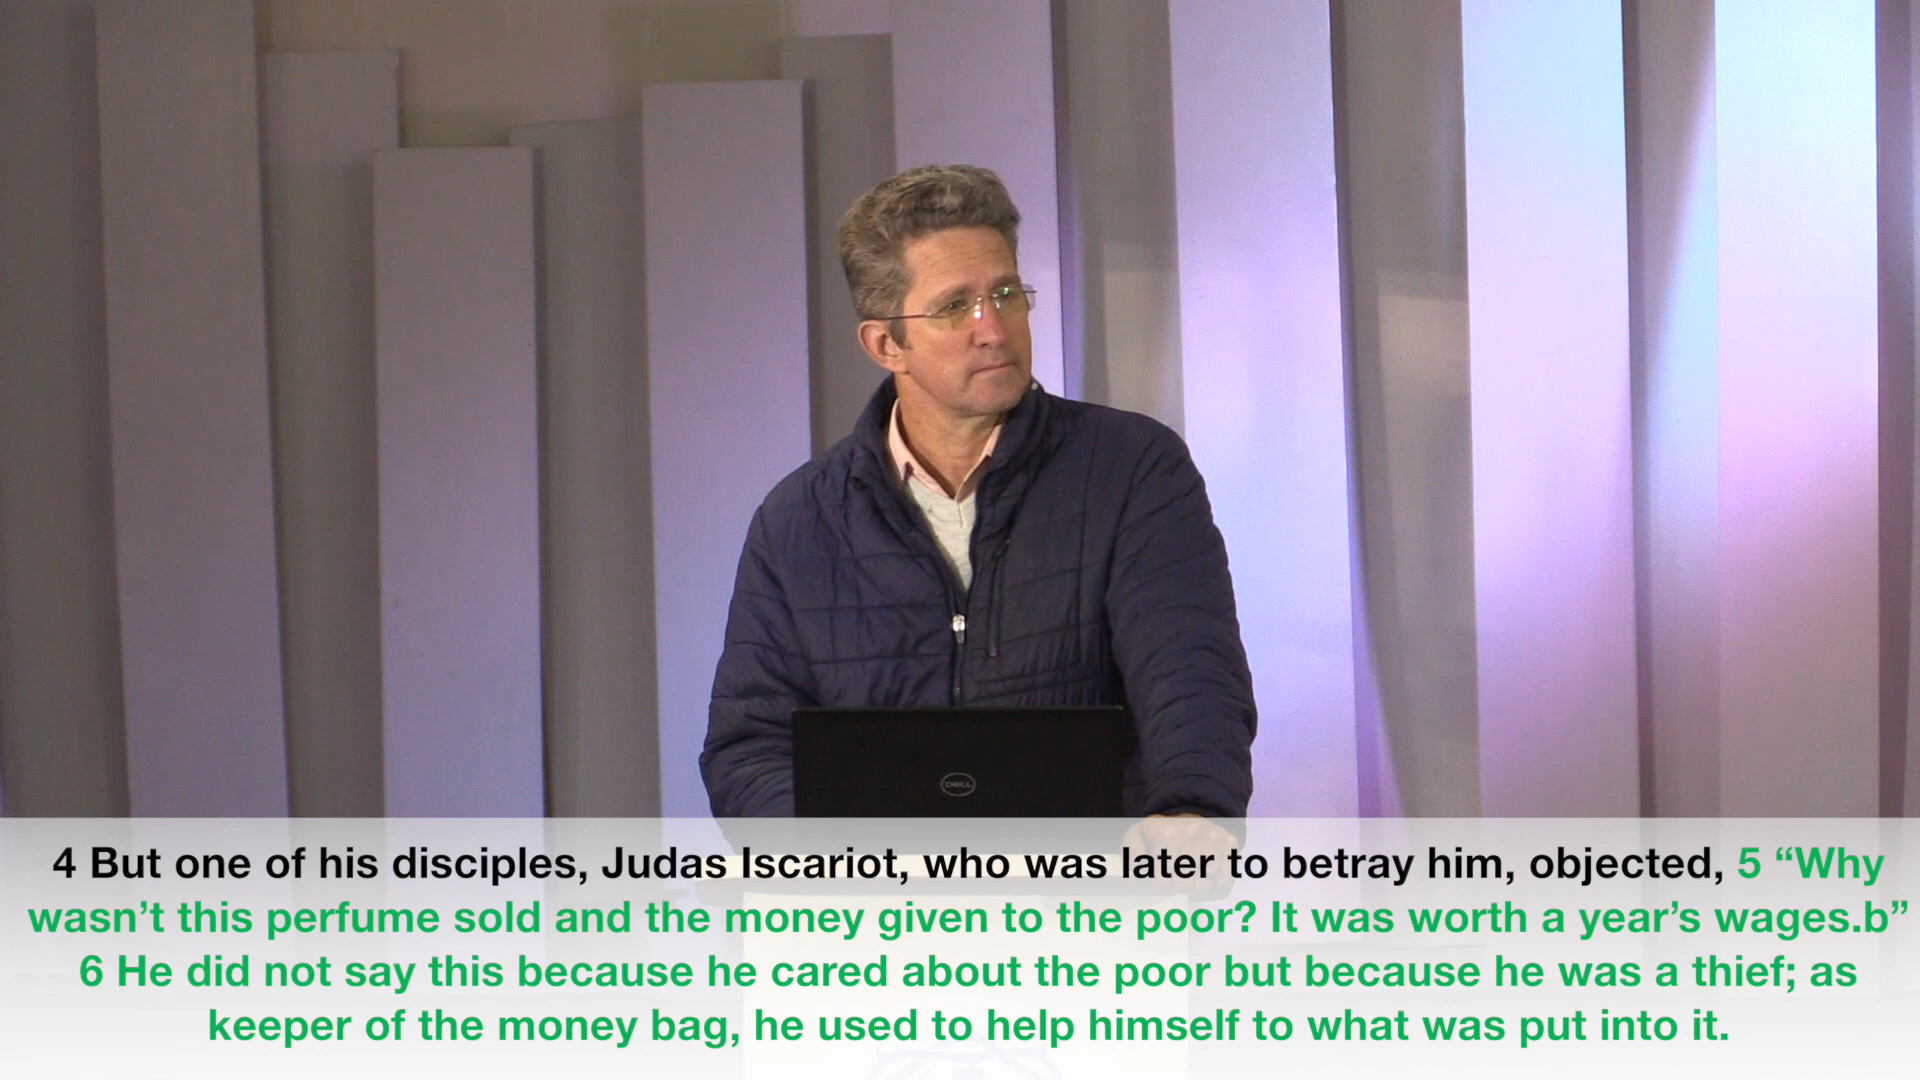 DELL
4 But one of his disciples, Judas Iscariot, who was later to betray him, objected, 5 “Why
wasn’t this perfume sold and the money given to the poor? It was worth a year’s wages.b”
6 He did not say this because he cared about the poor but because he was a thief; as
keeper of the money bag, he used to help himself to what was put into it.